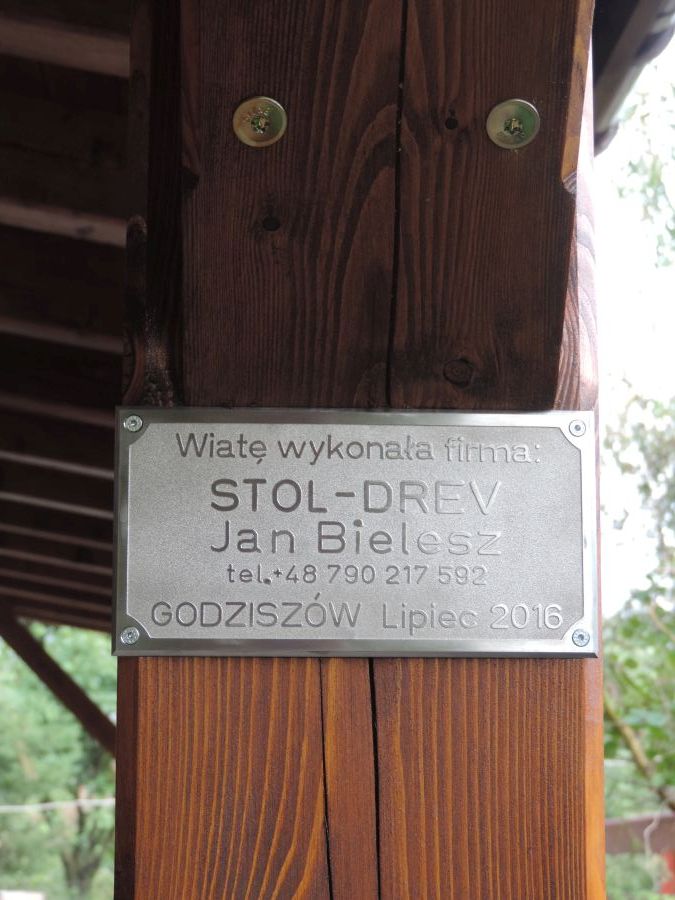 Wiatę wykonała firma:
STOL-DREV
Jan Bielesz
tel.+48 790 217 592
GODZISZÓW Lipiec 2016